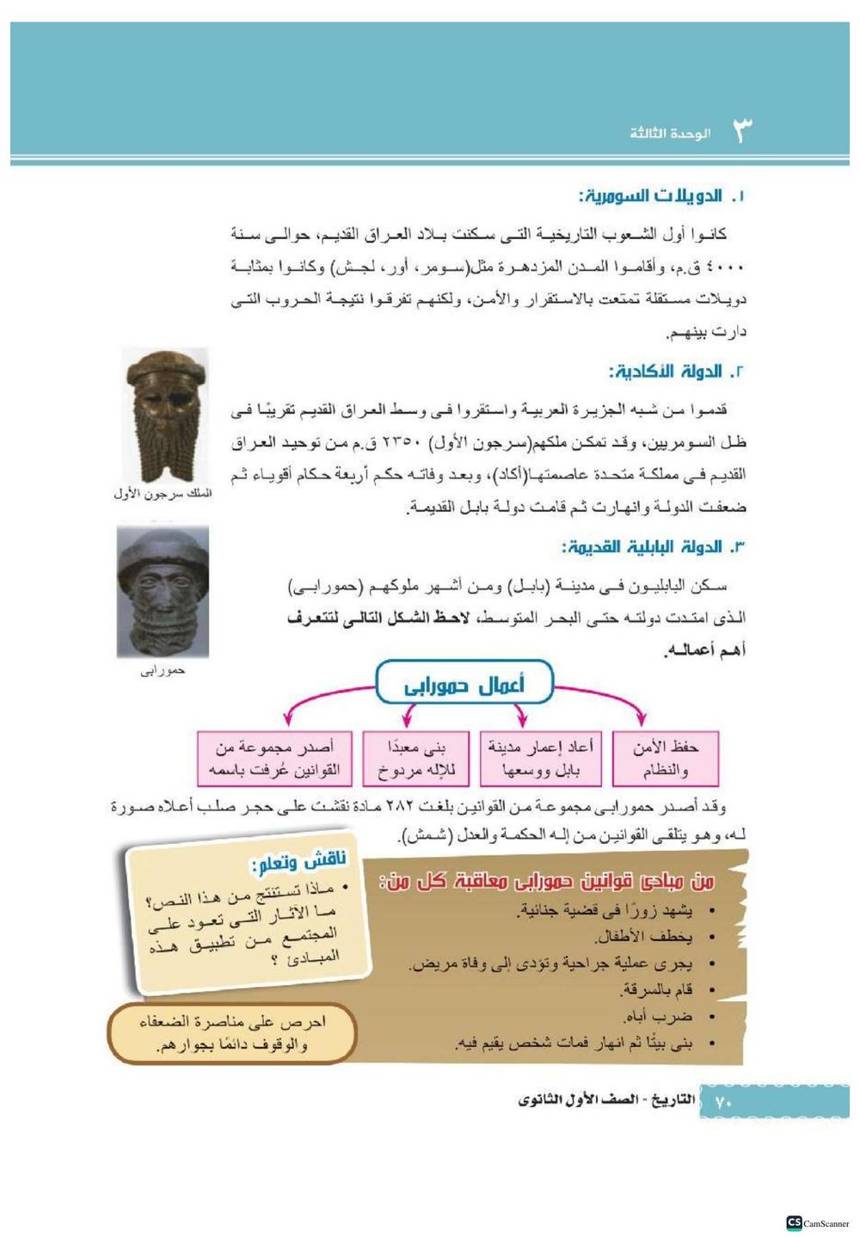 ٣ الوحدة الثالثة
١. الدويلات السومرية:
كانوا أول الشعوب التاريخية التى سكنت بلاد العراق القديم، حوالى سنة
٤٠٠٠ ق.م، وأقاموا المدن المزدهرة مثل(سومر، أور، لجش) وكانوا بمثابة
دويلات مستقلة تمتعت بالاستقرار والأمن، ولكنهم تفرقوا نتيجة الحروب التى
دارت بينهم.
٢. الدولة الأكادية:
قدموا من شبه الجزيرة العربية واستقروا فى وسط العراق القديم تقريبًا فى
ظل السومريين، وقد تمكن ملكهم(سرجون الأول) ٢٣٥٠ ق.م من توحيد العراق
القديم فى مملكة متحدة عاصمتها(أكاد)، وبعد وفاته حكم أربعة حكام أقوياء ثم
ضعفت الدولة وانهارت ثم قامت دولة بابل القديمة.
الملك سرجون الأول
٣. الدولة البابلية القديمة:
سكن البابليون فى مدينة (بابل) ومن أشهر ملوكهم (حمورابى)
الذى امتدت دولته حتى البحر المتوسط، لاحظ الشكل التالى لتتعرف
أهم أعماله.
حمورابى
أعمال حمورابى
حفظ الأمن
والنظام
أعاد إعمار مدينة
بابل ووسعها
بنى معبدًا
للإله مردوخ
أصدر مجموعة من
القوانين عُرفت باسمه
وقد أصدر حمورابى مجموعة من القوانين بلغت ٢٨٢ مادة نقشت على حجر صلب أعلاه صورة
له، وهو يتلقى القوانين من إله الحكمة والعدل (شمش).
من مبادئ قوانين حمورابى معاقبة كل من:
• يشهد زورًا فى قضية جنائية.
• يخطف الأطفال.
• يجرى عملية جراحية وتؤدى إلى وفاة مريض.
• قام بالسرقة.
• ضرب أباه.
• بنى بيتًا ثم انهار فمات شخص يقيم فيه.
ناقش وتعلم:
• ماذا تستنتج من هذا النص؟
ما الآثار التى تعود على
المجتمع من تطبيق هذه
المبادئ ؟
احرص على مناصرة الضعفاء
والوقوف دائمًا بجوارهم.
٧٠ التاريخ - الصف الأول الثانوى
CS CamScanner